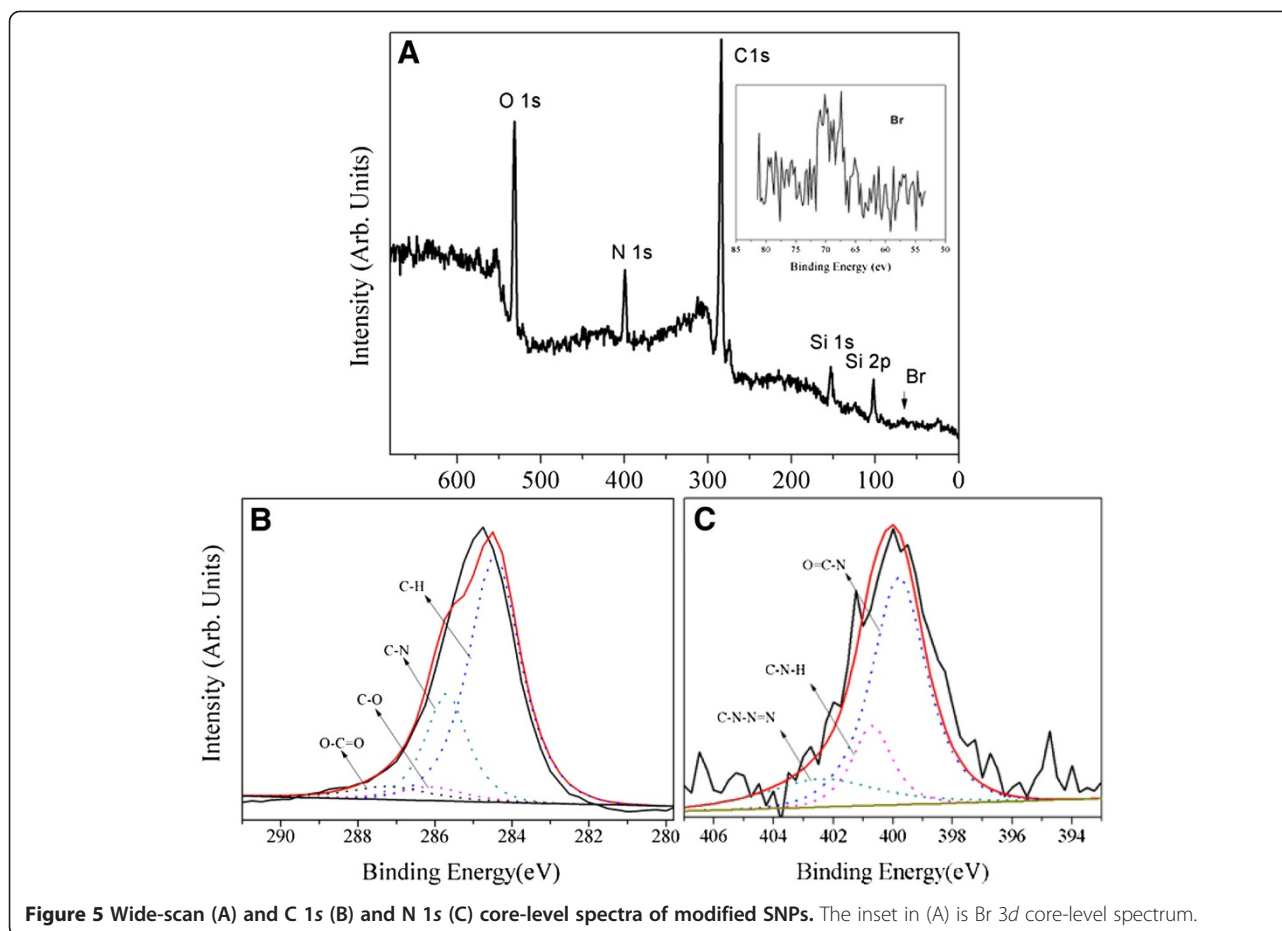 A
C1s
O 1s
Br
N 1s
85 80 75 70 65 60 55 50
Binding Energy (ev)
Si 1s
Si 2p
Br
Intensity (Arb. Units)
600 500 400 300 200 100 0
B
C-H
C-N
C-O
O-C=O
Intensity (Arb. Units)
290 288 286 284 282 280
Binding Energy(eV)
C
O=C-N
C-N-H
C-N-N=N
406 404 402 400 398 396 394
Binding Energy(eV)
Figure 5 Wide-scan (A) and C 1s (B) and N 1s (C) core-level spectra of modified SNPs. The inset in (A) is Br 3d core-level spectrum.